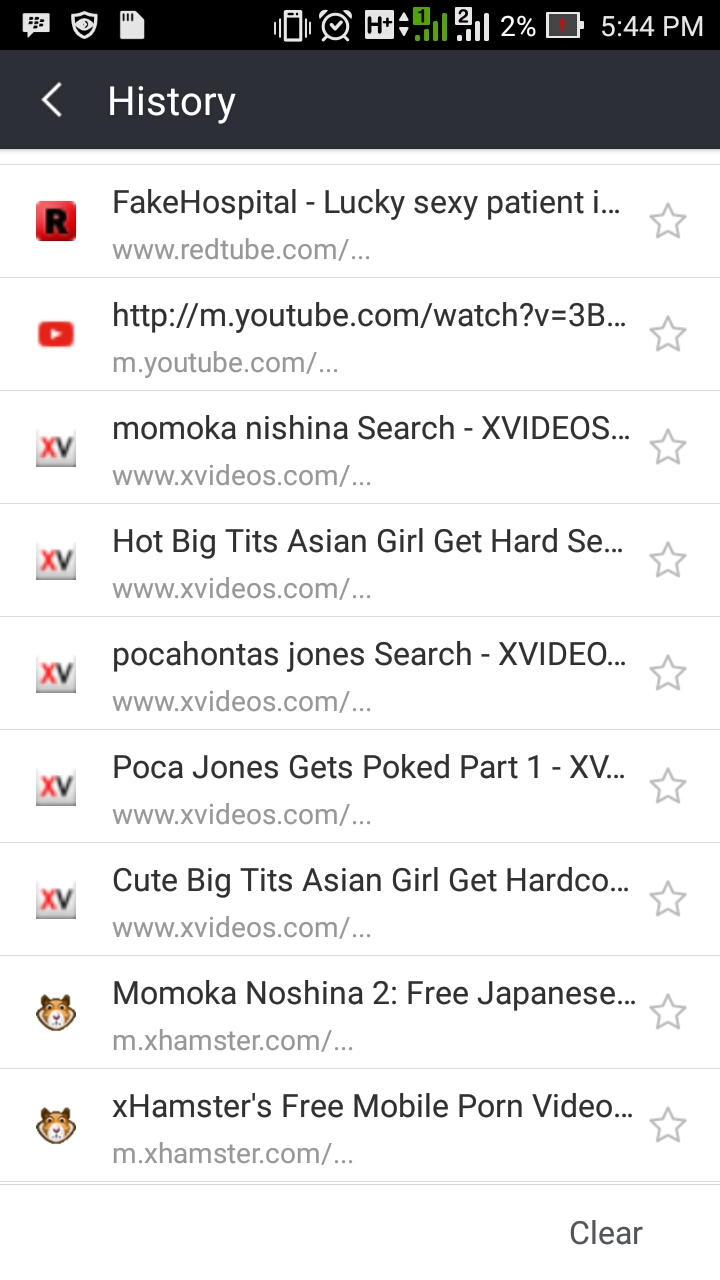 H+ 1 2 2% 5:44 PM
History
R
FakeHospital - Lucky sexy patient i...
www.redtube.com/...
http://m.youtube.com/watch?v=3B...
m.youtube.com/...
XV
momoka nishina Search - XVIDEOS...
www.xvideos.com/...
XV
Hot Big Tits Asian Girl Get Hard Se...
www.xvideos.com/...
XV
pocahontas jones Search - XVIDEO...
www.xvideos.com/...
XV
Poca Jones Gets Poked Part 1 - XV...
www.xvideos.com/...
XV
Cute Big Tits Asian Girl Get Hardco...
www.xvideos.com/...
Momoka Noshina 2: Free Japanese...
m.xhamster.com/...
xHamster's Free Mobile Porn Video...
m.xhamster.com/...
Clear